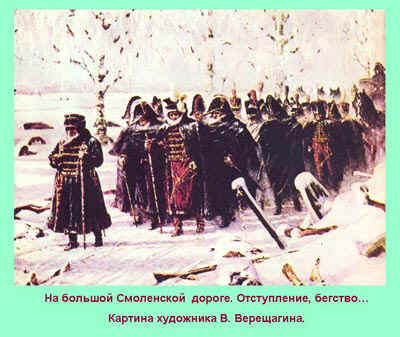 На большой Смоленской дороге. Отступление, бегство...
Картина художника В. Верещагина.